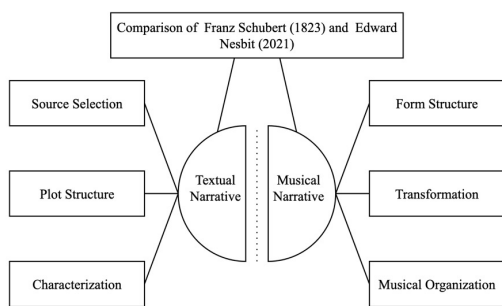 Comparison of Franz Schubert (1823) and Edward
Nesbit (2021)
Source Selection
Form Structure
Textual
Narrative
Musical
Narrative
Plot Structure
Transformation
Characterization
Musical Organization